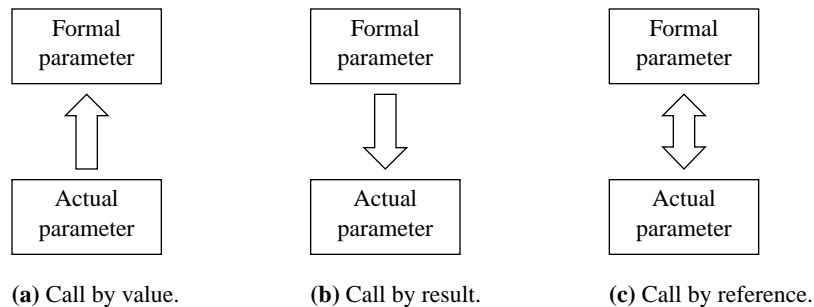 Formal
parameter
Formal
parameter
Formal
parameter
Actual
parameter
Actual
parameter
Actual
parameter
(a) Call by value.
(b) Call by result.
(c) Call by reference.